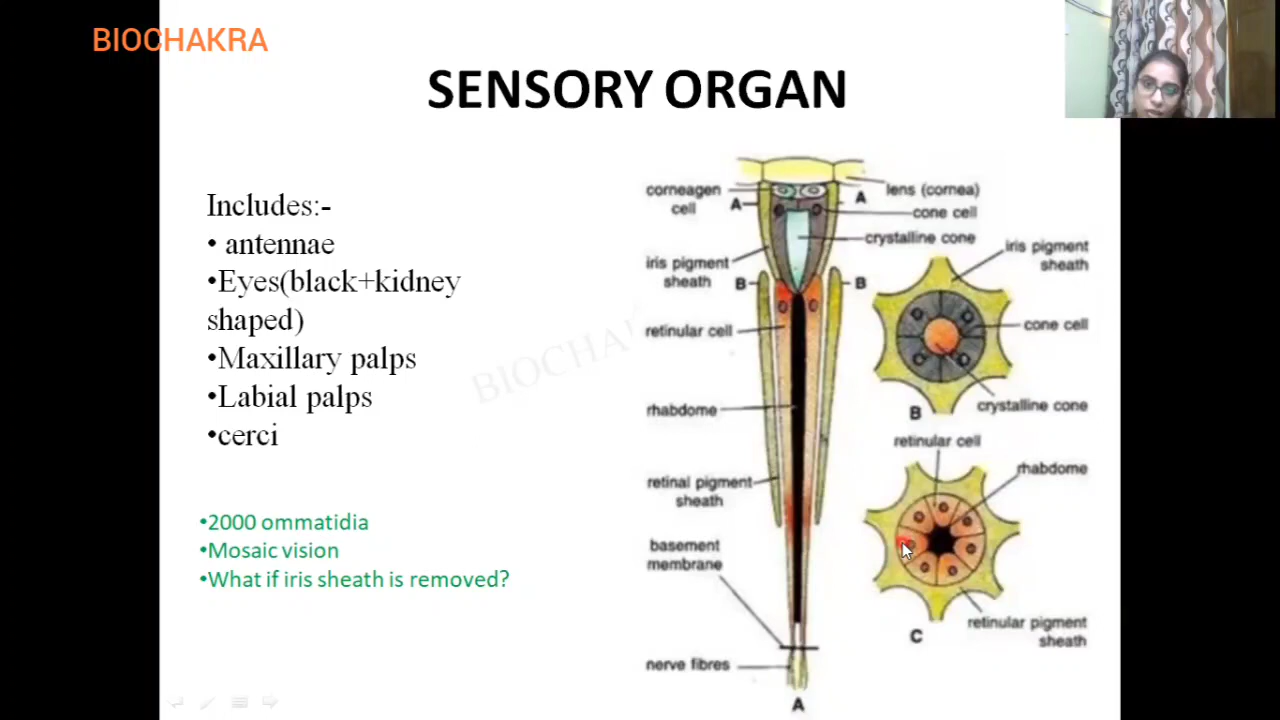 BIOCHAKRA
SENSORY ORGAN
Includes:-
• antennae
•Eyes(black+kidney
shaped)
•Maxillary palps
•Labial palps
•cerci
•2000 ommatidia
•Mosaic vision
•What if iris sheath is removed?
BIOCHA
corneagen
cell
A
iris pigment
sheath
B
retinular cell
rhabdome
retinal pigment
sheath
basement
membrane
nerve fibres
A
lens (cornea)
A
cone cell
crystalline cone
B
iris pigment
sheath
cone cell
crystalline cone
B
retinular cell
rhabdome
retinular pigment
sheath
C